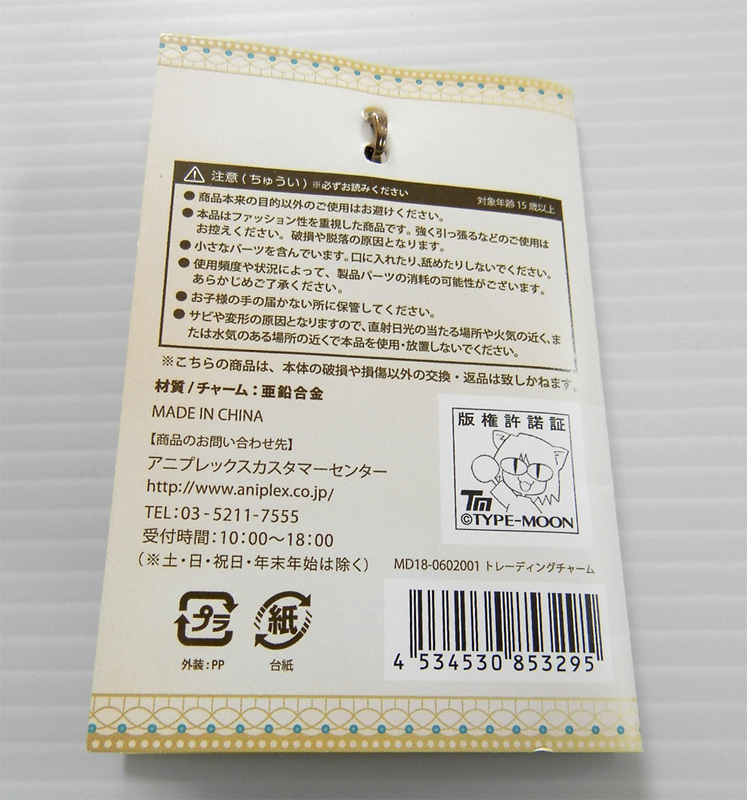 注意(ちゅうい) ※必ずお読みください 対象年齢15歳以上
●商品本来の目的以外のご使用はお避けください。
●本品はファッション性を重視した商品です。強く引っ張るなどのご使用は
お控えください。破損や脱落の原因となります。
●小さなパーツを含んでいます。口に入れたり、舐めたりしないでください。
●使用頻度や状況によって、製品パーツの消耗の可能性がございます。
あらかじめご了承ください。
●お子様の手の届かない所に保管してください。
●サビや変形の原因となりますので、直射日光の当たる場所や火気の近く、ま
たは水気のある場所の近くで本品を使用・放置しないでください。
※こちらの商品は、本体の破損や損傷以外の交換・返品は致しかねます。
材質/チャーム:亜鉛合金
MADE IN CHINA
【商品のお問い合わせ先】
アニプレックスカスタマーセンター
http://www.aniplex.co.jp/
TEL:03-5211-7555
受付時間:10:00〜18:00
(※土・日・祝日・年末年始は除く)
版権許諾証
TM
©TYPE-MOON
MD18-0602001 トレーディングチャーム
プラ
外装:PP
紙
台紙
4 534530 853295